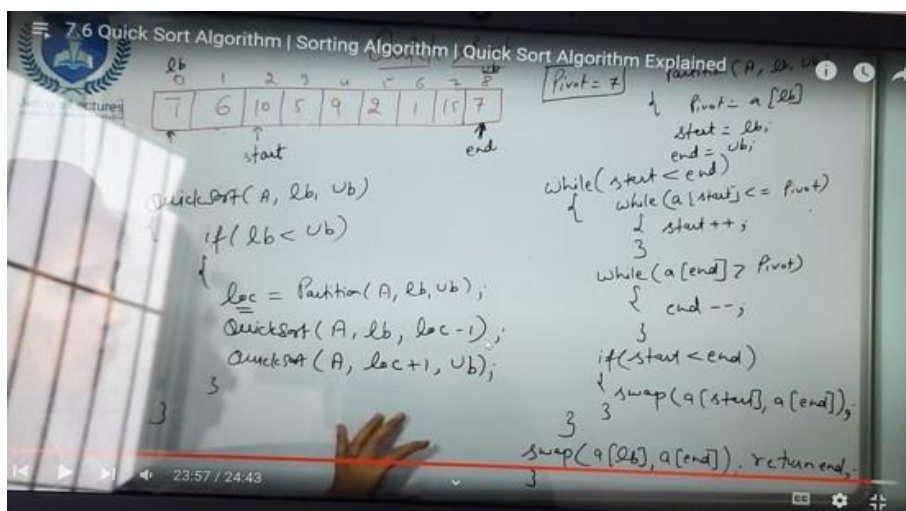 7.6 Quick Sort Algorithm | Sorting Algorithm | Quick Sort Algorithm Explained
lb ub
0 1 2 3 4 5 6 7 8
7 6 10 5 9 2 1 15 7
start end
Pivot = 7
QuickSort(A, lb, ub)
{
if(lb < ub)
{
loc = Partition(A, lb, ub);
QuickSort(A, lb, loc-1);
QuickSort(A, loc+1, ub);
}
}
Partition(A, lb, ub)
{ Pivot = a[lb]
start = lb;
end = ub;
while(start < end)
{ while(a[start] <= Pivot)
{ start++;
}
while(a[end] > Pivot)
{ end--;
}
if(start < end)
{ swap(a[start], a[end]);
}
}
swap(a[lb], a[end]); return end;
}
Lectures
23:57 / 24:43
CC